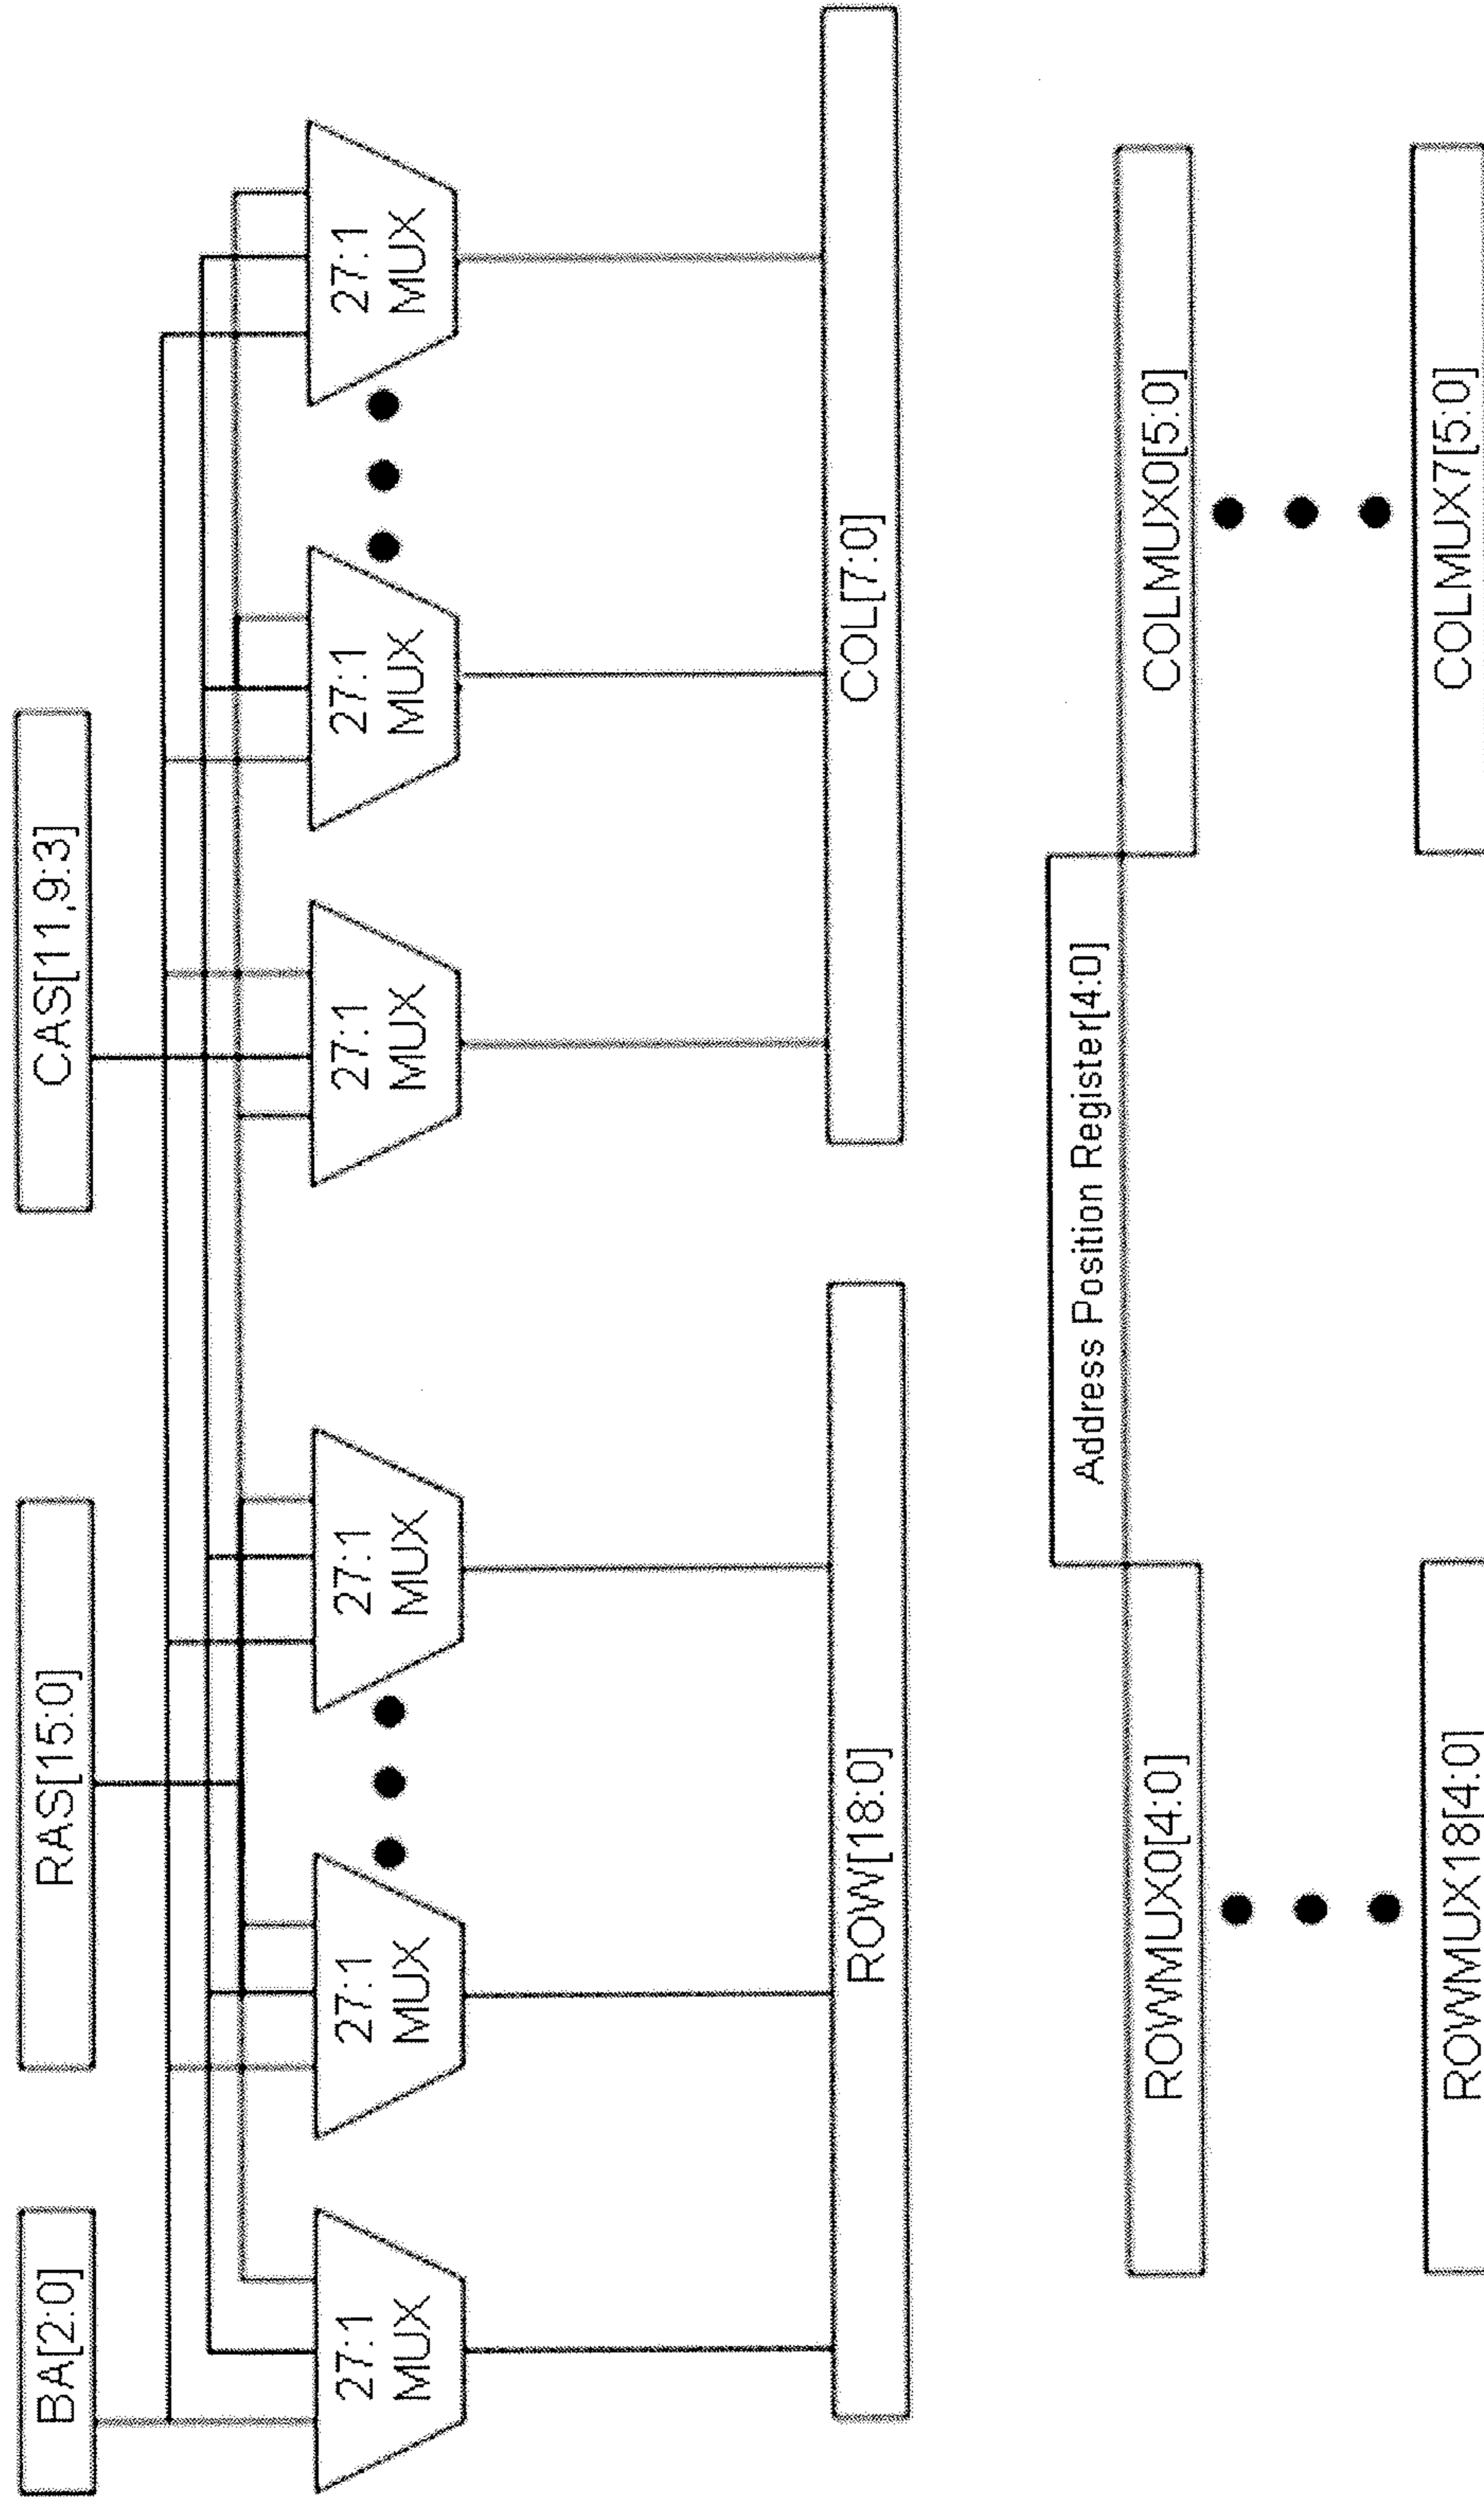 BA[2:0]
RAS[15:0]
CAS[11,9:3]
27:1
MUX
27:1
MUX
27:1
MUX
27:1
MUX
27:1
MUX
27:1
MUX
ROW[18:0]
COL[7:0]
Address Position Register[4:0]
ROWMUX0[4:0]
COLMUX0[5:0]
ROWMUX18[4:0]
COLMUX7[5:0]